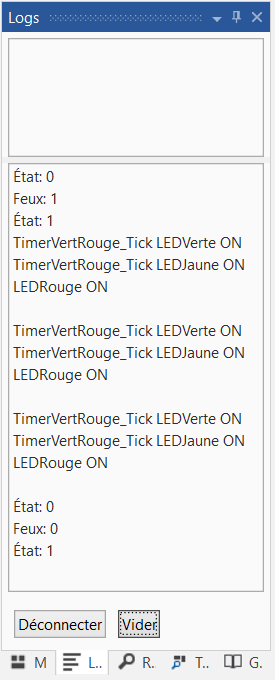 Logs
État: 0
Feux: 1
État: 1
TimerVertRouge_Tick LEDVerte ON
TimerVertRouge_Tick LEDJaune ON
LEDRouge ON
TimerVertRouge_Tick LEDVerte ON
TimerVertRouge_Tick LEDJaune ON
LEDRouge ON
TimerVertRouge_Tick LEDVerte ON
TimerVertRouge_Tick LEDJaune ON
LEDRouge ON
État: 0
Feux: 0
État: 1
Déconnecter Vider
M L.. R.. T.. G.